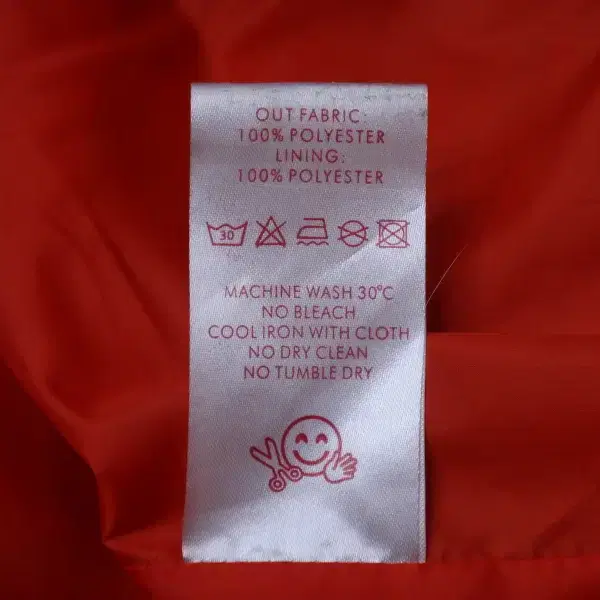 OUT FABRIC:
100% POLYESTER
LINING:
100% POLYESTER
30
MACHINE WASH 30°C
NO BLEACH
COOL IRON WITH CLOTH
NO DRY CLEAN
NO TUMBLE DRY